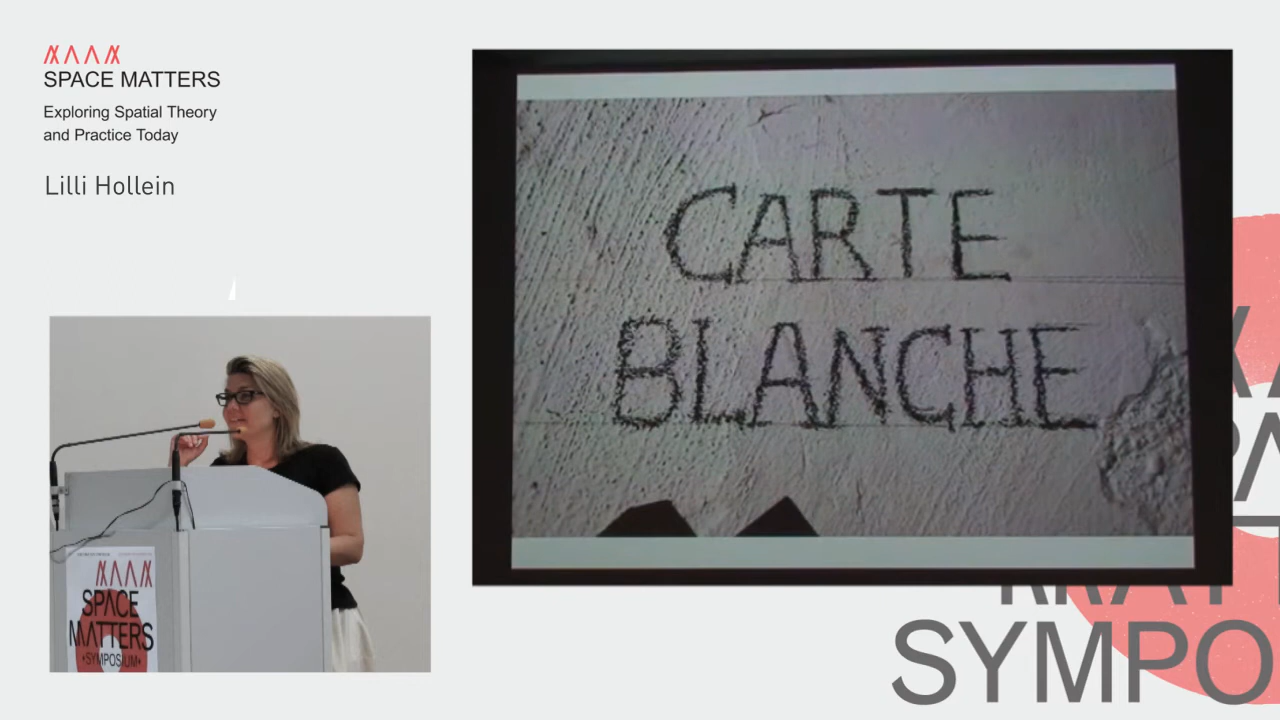 SPACE MATTERS
Exploring Spatial Theory
and Practice Today
Lilli Hollein
CARTE
BLANCHE
SPACE
MATTERS
•SYMPOSIUM•
SYMPO